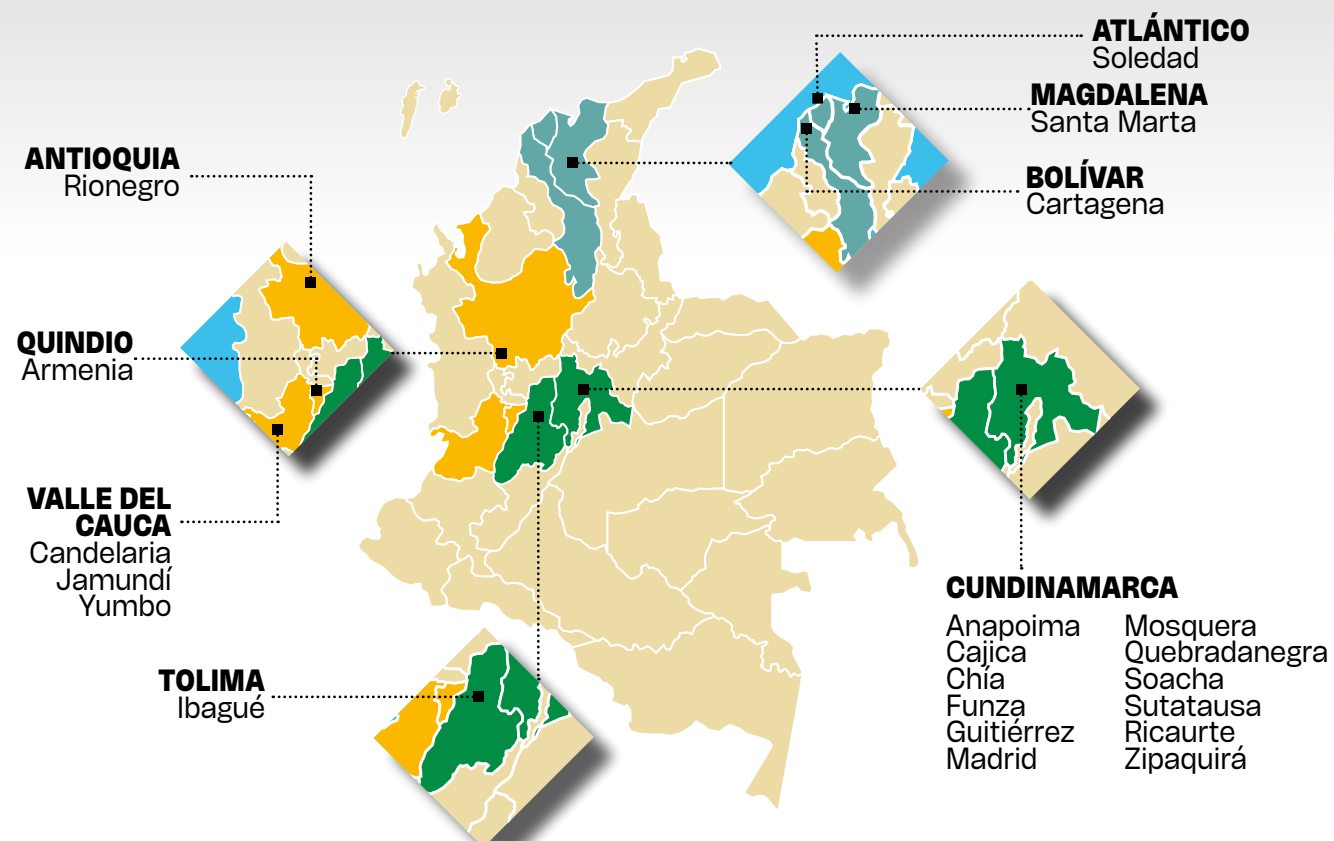 ATLÁNTICO
Soledad
MAGDALENA
Santa Marta
BOLÍVAR
Cartagena
ANTIOQUIA
Rionegro
QUINDIO
Armenia
VALLE DEL
CAUCA
Candelaria
Jamundí
Yumbo
TOLIMA
Ibagué
CUNDINAMARCA
Anapoima
Cajica
Chía
Funza
Guitiérrez
Madrid
Mosquera
Quebradanegra
Soacha
Sutatausa
Ricaurte
Zipaquirá